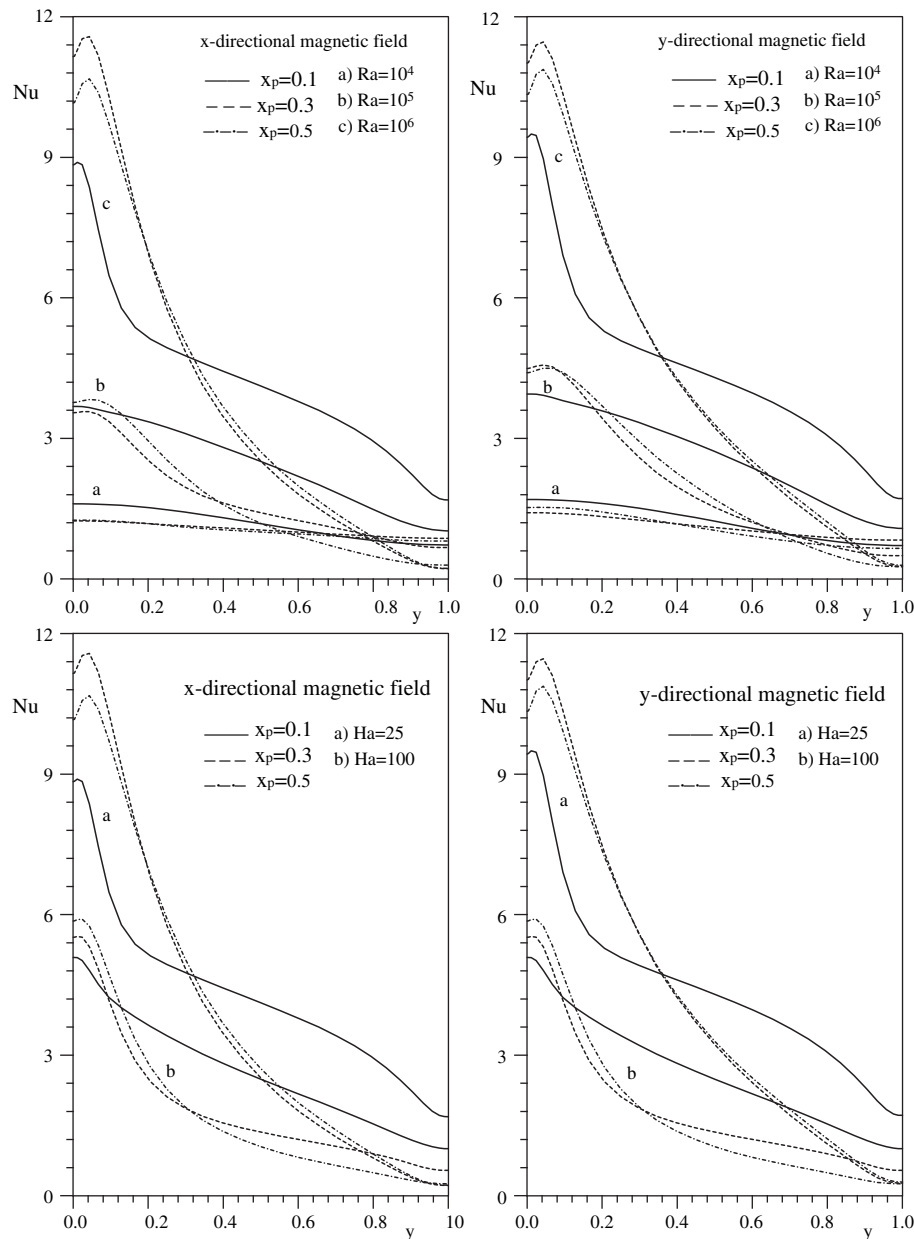 12
x-directional magnetic field
Nu
xp=0.1 a) Ra=10⁴
xp=0.3 b) Ra=10⁵
xp=0.5 c) Ra=10⁶
9
c
6
b
3
a
0
0.0 0.2 0.4 0.6 0.8 1.0
y
12
y-directional magnetic field
Nu
xp=0.1 a) Ra=10⁴
xp=0.3 b) Ra=10⁵
xp=0.5 c) Ra=10⁶
9
c
6
b
3
a
0
0.0 0.2 0.4 0.6 0.8 1.0
y
12
x-directional magnetic field
Nu
xp=0.1 a) Ha=25
xp=0.3 b) Ha=100
xp=0.5
9
a
6
3
b
0
0.0 0.2 0.4 0.6 0.8 10
y
12
y-directional magnetic field
Nu
xp=0.1 a) Ha=25
xp=0.3 b) Ha=100
xp=0.5
9
a
6
3
b
0
0.0 0.2 0.4 0.6 0.8 1.0
y